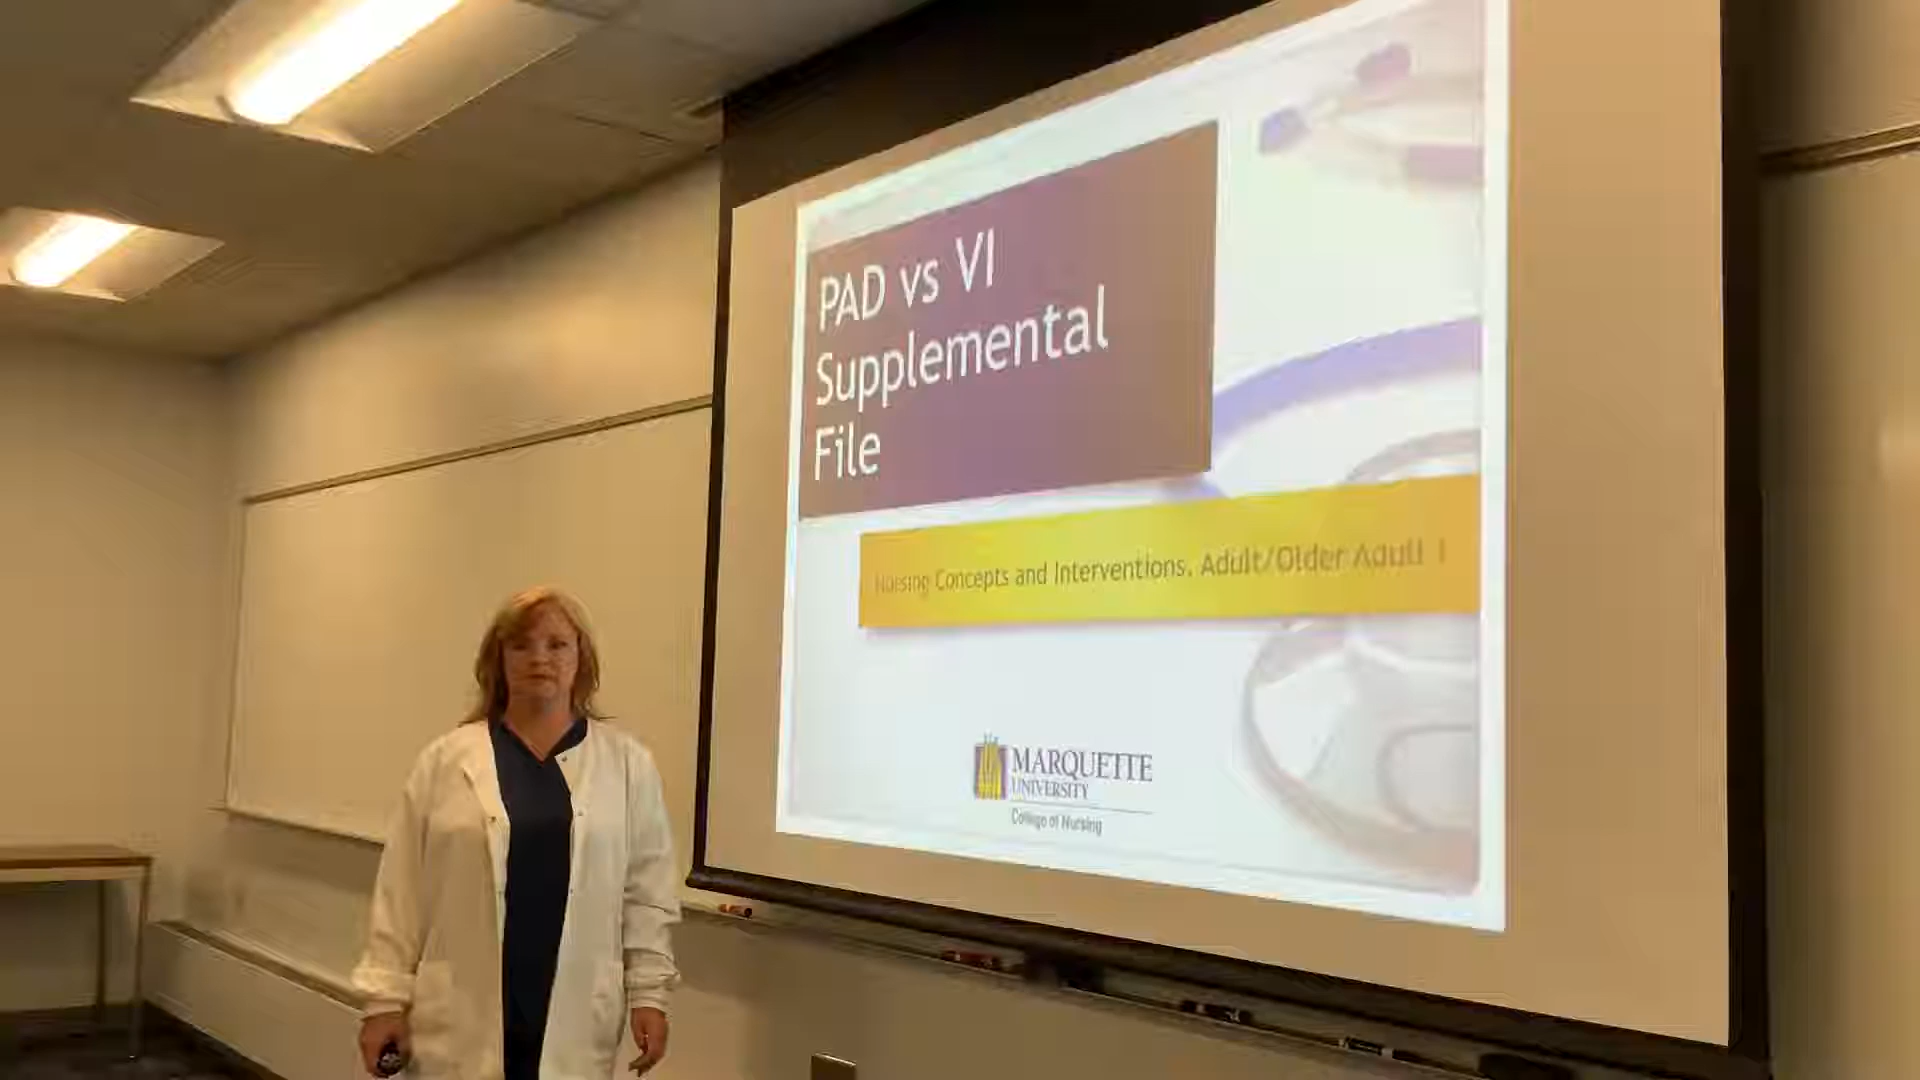 PAD vs VI
Supplemental
File
Nursing Concepts and Interventions, Adult/Older Adult I
MARQUETTE
UNIVERSITY
College of Nursing